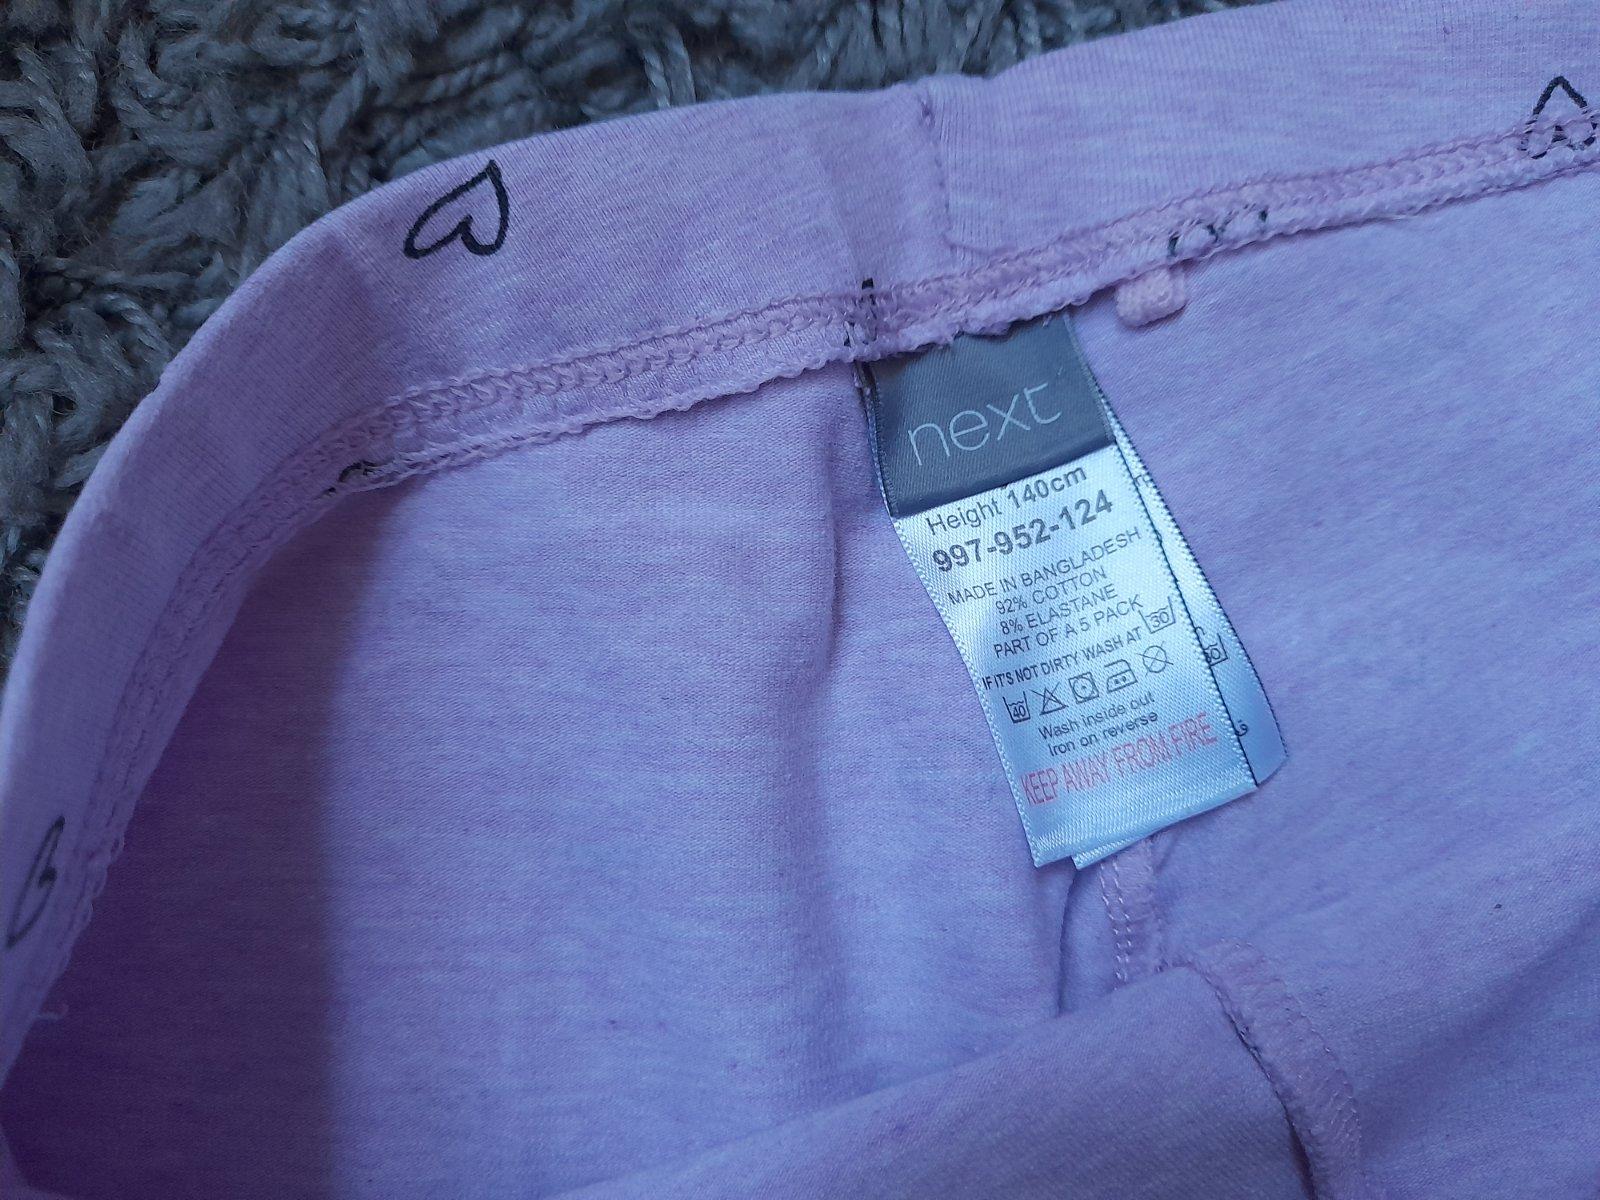 next
Height 140cm
997-952-124
MADE IN BANGLADESH
92% COTTON
8% ELASTANE
PART OF A 5 PACK
IF IT'S NOT DIRTY WASH AT 30
40
Wash inside out
Iron on reverse
KEEP AWAY FROM FIRE